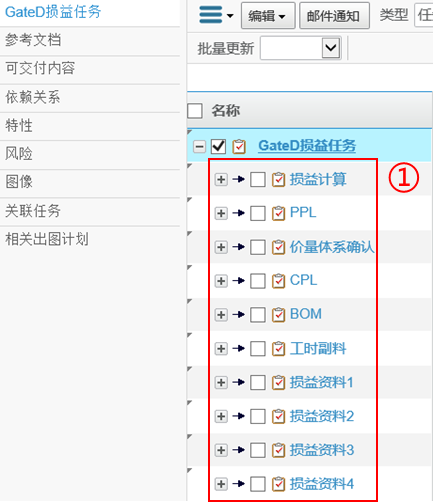 GateD损益任务
参考文档
可交付内容
依赖关系
特性
风险
图像
关联任务
相关出图计划
编辑 邮件通知 类型
批量更新
名称
GateD损益任务
损益计算
①
PPL
价量体系确认
CPL
BOM
工时副料
损益资料1
损益资料2
损益资料3
损益资料4